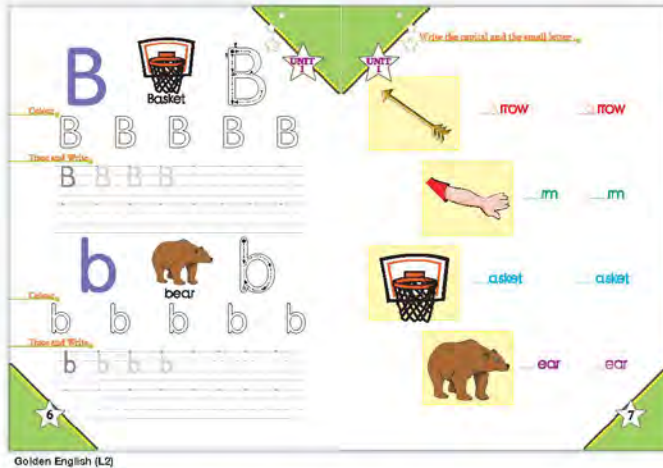 UNIT
1
B
Basket
B
Colour
B B B B B
Trace and Write
B B B B
b
bear
b
Colour
b b b b b
Trace and Write
b b b b
6
UNIT
1
Write the capital and the small letter
rrow rrow
rm rm
asket asket
ear ear
7
Golden English (L2)